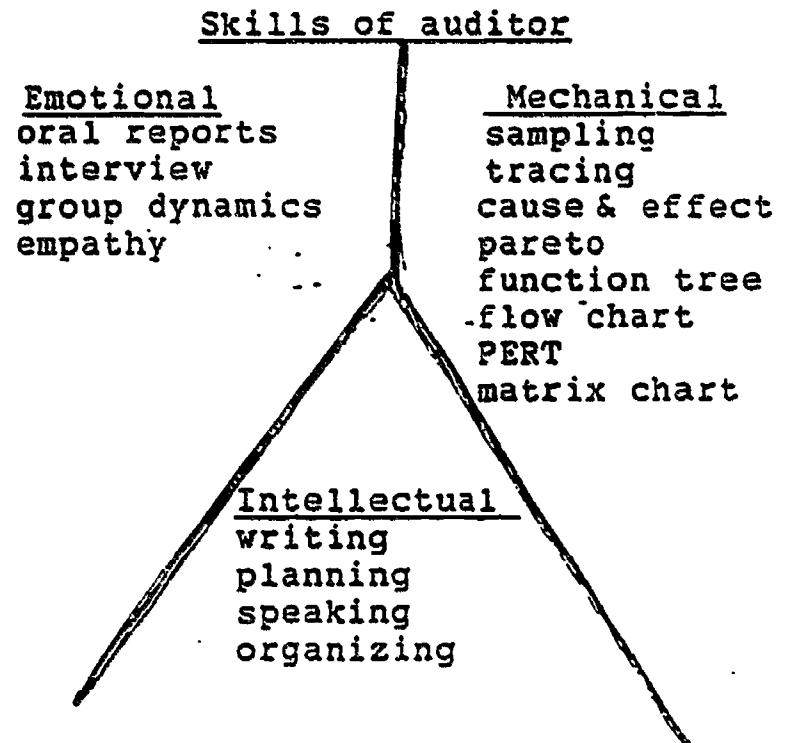 Skills of auditor
Emotional
oral reports
interview
group dynamics
empathy
Mechanical
sampling
tracing
cause & effect
pareto
function tree
flow chart
PERT
matrix chart
Intellectual
writing
planning
speaking
organizing